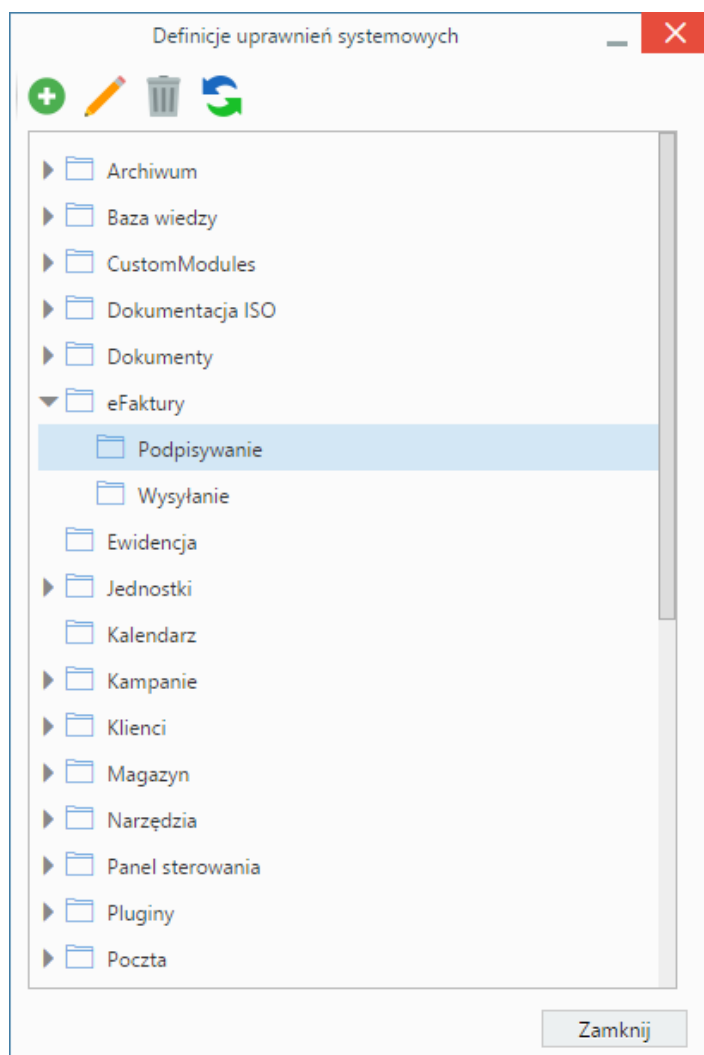 Definicje uprawnień systemowych
Archiwum
Baza wiedzy
CustomModules
Dokumentacja ISO
Dokumenty
eFaktury
Podpisywanie
Wysyłanie
Ewidencja
Jednostki
Kalendarz
Kampanie
Klienci
Magazyn
Narzędzia
Panel sterowania
Pluginy
Poczta
Zamknij